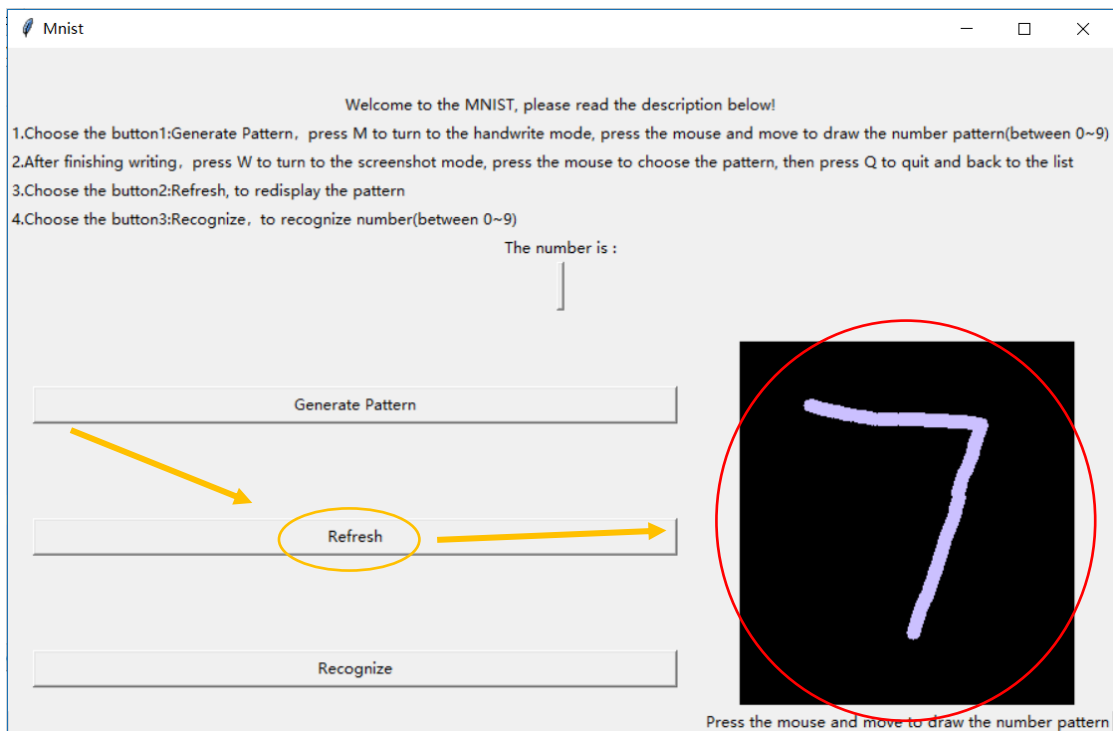 Mnist
Welcome to the MNIST, please read the description below!
1.Choose the button1:Generate Pattern，press M to turn to the handwrite mode, press the mouse and move to draw the number pattern(between 0~9)
2.After finishing writing，press W to turn to the screenshot mode, press the mouse to choose the pattern, then press Q to quit and back to the list
3.Choose the button2:Refresh, to redisplay the pattern
4.Choose the button3:Recognize，to recognize number(between 0~9)
The number is :
Generate Pattern
Refresh
Recognize
7
Press the mouse and move to draw the number pattern